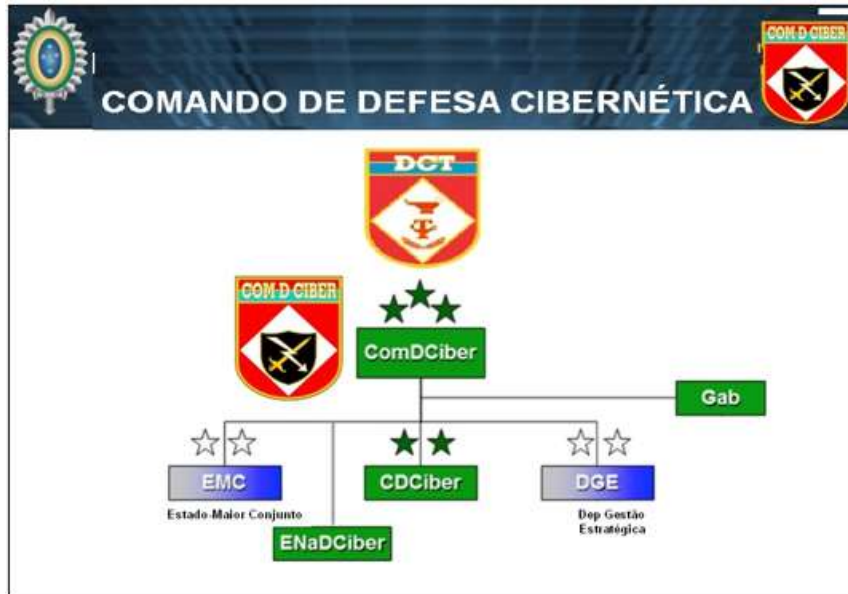 COM D CIBER
COMANDO DE DEFESA CIBERNÉTICA
DCT
COM D CIBER
ComDCiber
Gab
EMC
CDCiber
DGE
Estado-Maior Conjunto
Dep Gestão
Estratégica
ENaDCiber